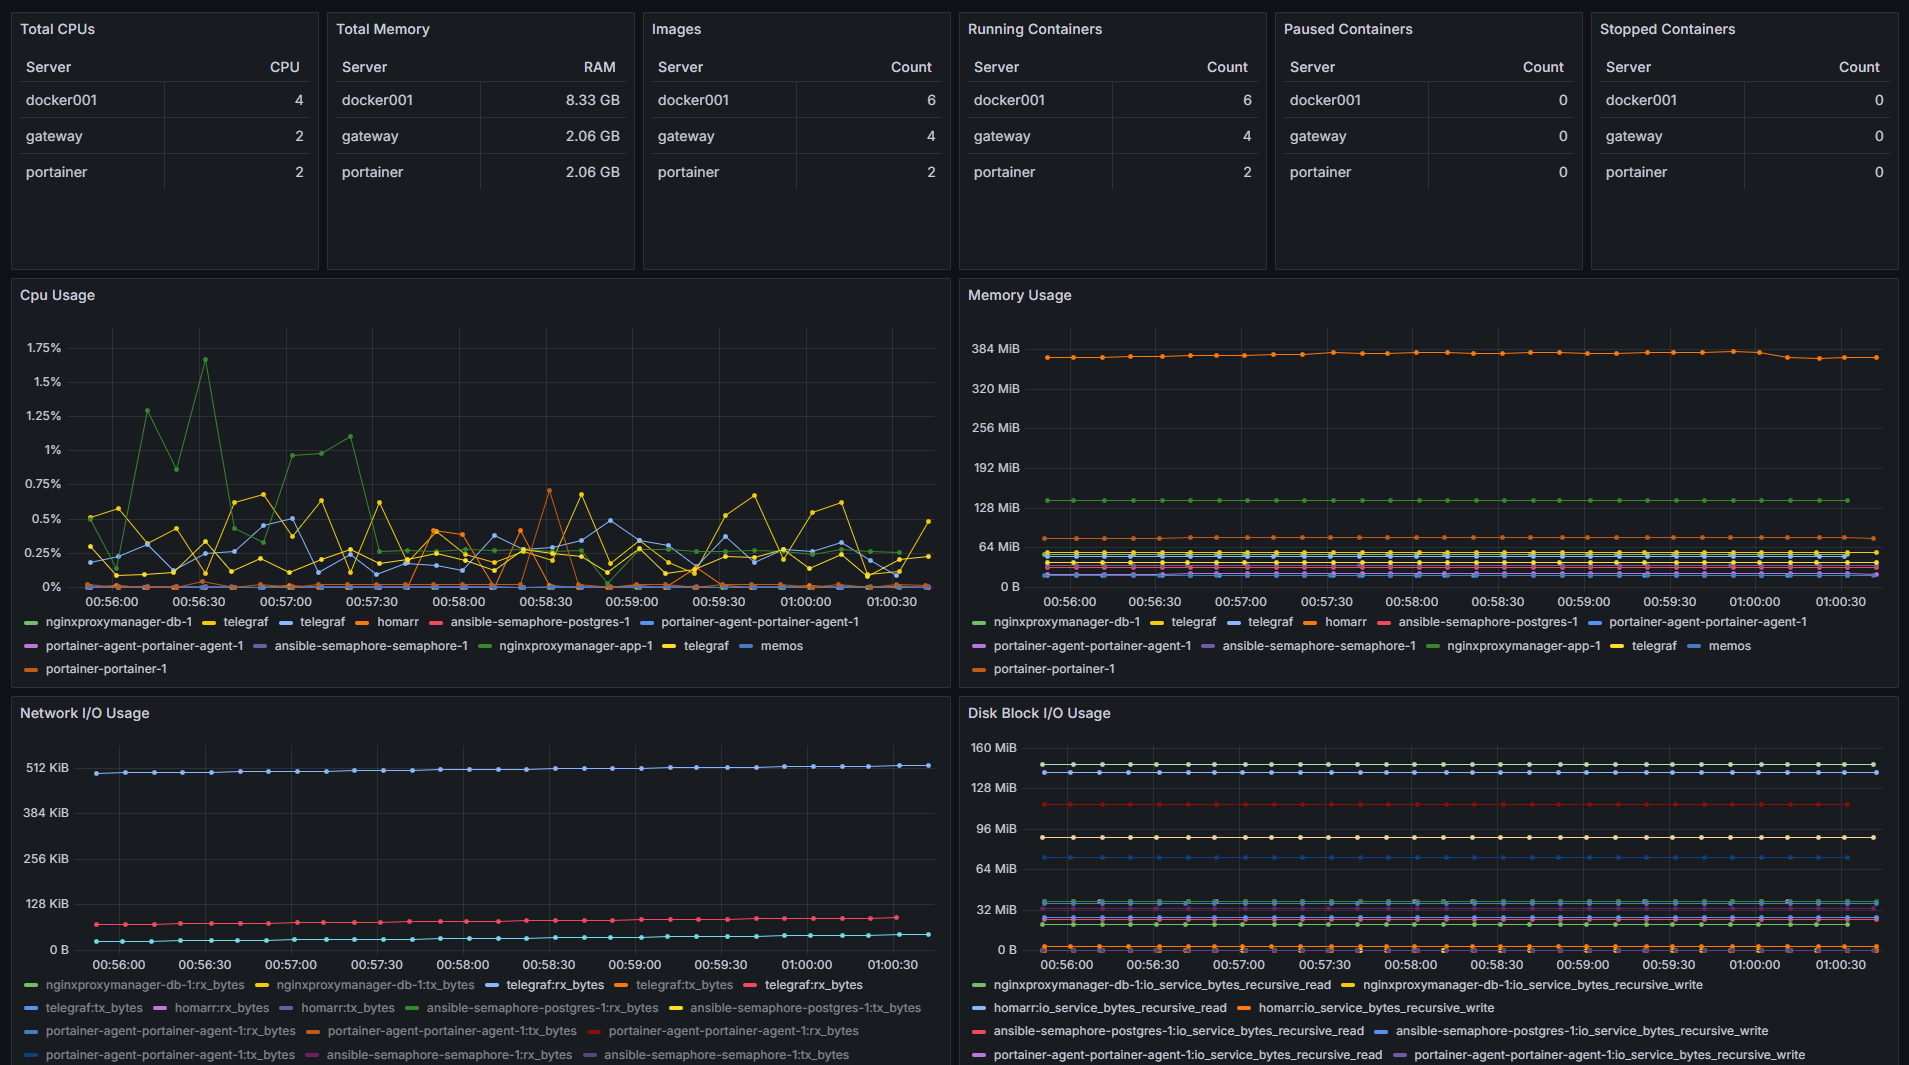 Total CPUs
Server CPU
docker001 4
gateway 2
portainer 2
Total Memory
Server RAM
docker001 8.33 GB
gateway 2.06 GB
portainer 2.06 GB
Images
Server Count
docker001 6
gateway 4
portainer 2
Running Containers
Server Count
docker001 6
gateway 4
portainer 2
Paused Containers
Server Count
docker001 0
gateway 0
portainer 0
Stopped Containers
Server Count
docker001 0
gateway 0
portainer 0
Cpu Usage
1.75%
1.5%
1.25%
1%
0.75%
0.5%
0.25%
0%
00:56:00 00:56:30 00:57:00 00:57:30 00:58:00 00:58:30 00:59:00 00:59:30 01:00:00 01:00:30
nginxproxymanager-db-1 telegraf telegraf homarr ansible-semaphore-postgres-1 portainer-agent-portainer-agent-1
portainer-agent-portainer-agent-1 ansible-semaphore-semaphore-1 nginxproxymanager-app-1 telegraf memos
portainer-portainer-1
Memory Usage
384 MiB
320 MiB
256 MiB
192 MiB
128 MiB
64 MiB
0 B
00:56:00 00:56:30 00:57:00 00:57:30 00:58:00 00:58:30 00:59:00 00:59:30 01:00:00 01:00:30
nginxproxymanager-db-1 telegraf telegraf homarr ansible-semaphore-postgres-1 portainer-agent-portainer-agent-1
portainer-agent-portainer-agent-1 ansible-semaphore-semaphore-1 nginxproxymanager-app-1 telegraf memos
portainer-portainer-1
Network I/O Usage
512 KiB
384 KiB
256 KiB
128 KiB
0 B
00:56:00 00:56:30 00:57:00 00:57:30 00:58:00 00:58:30 00:59:00 00:59:30 01:00:00 01:00:30
nginxproxymanager-db-1:rx_bytes nginxproxymanager-db-1:tx_bytes telegraf:rx_bytes telegraf:tx_bytes telegraf:rx_bytes
telegraf:tx_bytes homarr:rx_bytes homarr:tx_bytes ansible-semaphore-postgres-1:rx_bytes ansible-semaphore-postgres-1:tx_bytes
portainer-agent-portainer-agent-1:rx_bytes portainer-agent-portainer-agent-1:tx_bytes portainer-agent-portainer-agent-1:rx_bytes
portainer-agent-portainer-agent-1:tx_bytes ansible-semaphore-semaphore-1:rx_bytes ansible-semaphore-semaphore-1:tx_bytes
Disk Block I/O Usage
160 MiB
128 MiB
96 MiB
64 MiB
32 MiB
0 B
00:56:00 00:56:30 00:57:00 00:57:30 00:58:00 00:58:30 00:59:00 00:59:30 01:00:00 01:00:30
nginxproxymanager-db-1:io_service_bytes_recursive_read nginxproxymanager-db-1:io_service_bytes_recursive_write
homarr:io_service_bytes_recursive_read homarr:io_service_bytes_recursive_write
ansible-semaphore-postgres-1:io_service_bytes_recursive_read ansible-semaphore-postgres-1:io_service_bytes_recursive_write
portainer-agent-portainer-agent-1:io_service_bytes_recursive_read portainer-agent-portainer-agent-1:io_service_bytes_recursive_write